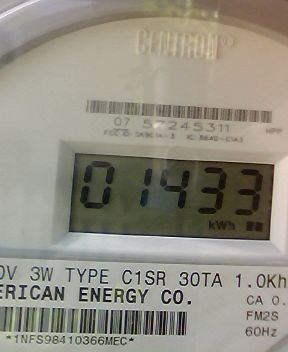 CENTRON
07 57245311
01433
kWh
0V 3W TYPE C1SR 30TA 1.0Kh
ERICAN ENERGY CO.
CA 0.
FM2S
60Hz
*1NFS98410366MEC*